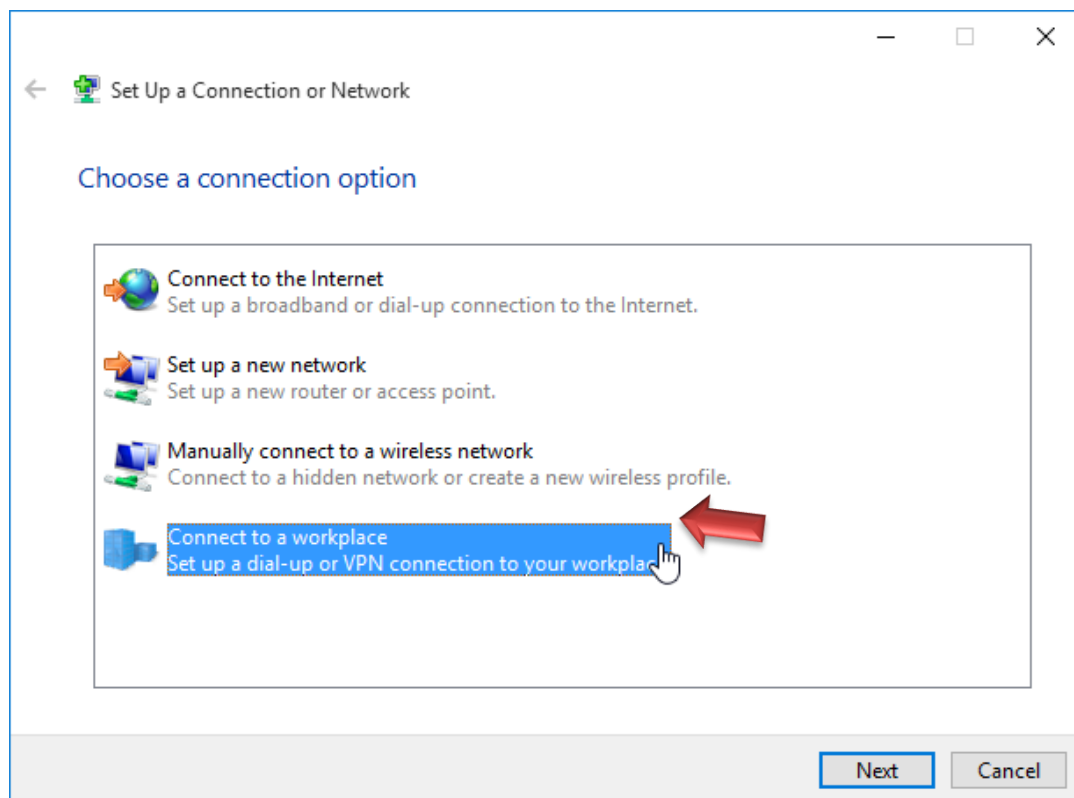 Set Up a Connection or Network
Choose a connection option
Connect to the Internet
Set up a broadband or dial-up connection to the Internet.
Set up a new network
Set up a new router or access point.
Manually connect to a wireless network
Connect to a hidden network or create a new wireless profile.
Connect to a workplace
Set up a dial-up or VPN connection to your workplac
Next
Cancel